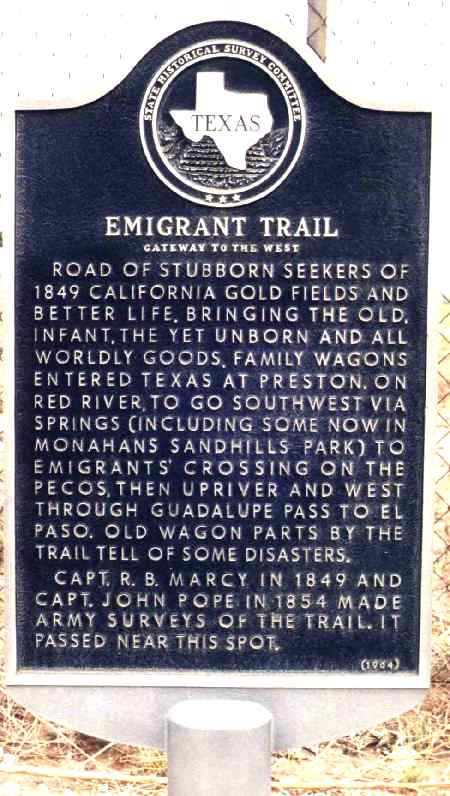 STATE HISTORICAL SURVEY COMMITTEE
TEXAS
EMIGRANT TRAIL
GATEWAY TO THE WEST
ROAD OF STUBBORN SEEKERS OF
1849 CALIFORNIA GOLD FIELDS AND
BETTER LIFE, BRINGING THE OLD,
INFANT, THE YET UNBORN AND ALL
WORLDLY GOODS, FAMILY WAGONS
ENTERED TEXAS AT PRESTON, ON
RED RIVER, TO GO SOUTHWEST VIA
SPRINGS (INCLUDING SOME NOW IN
MONAHANS SANDHILLS PARK) TO
EMIGRANTS' CROSSING ON THE
PECOS, THEN UPRIVER AND WEST
THROUGH GUADALUPE PASS TO EL
PASO. OLD WAGON PARTS BY THE
TRAIL TELL OF SOME DISASTERS.
CAPT. R. B. MARCY IN 1849 AND
CAPT. JOHN POPE IN 1854 MADE
ARMY SURVEYS OF THE TRAIL. IT
PASSED NEAR THIS SPOT.
(1964)